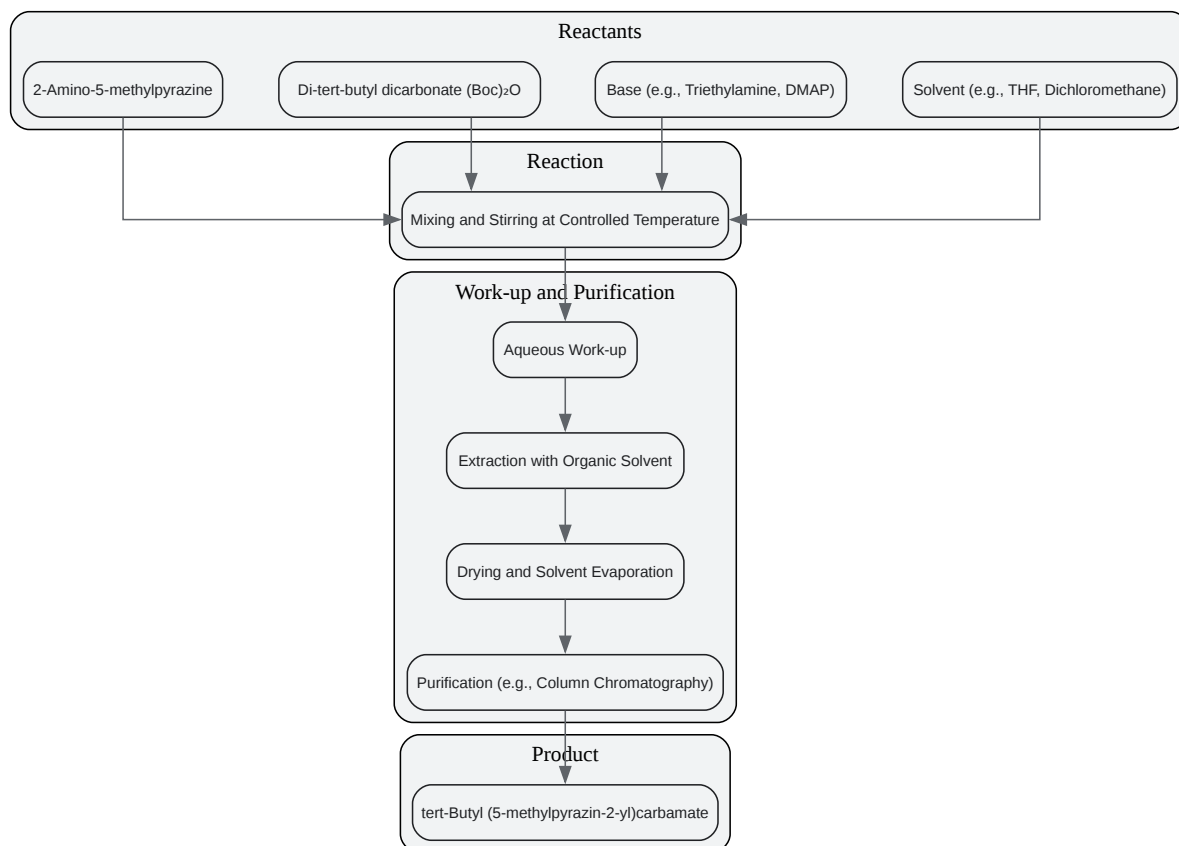 Reactants
2-Amino-5-methylpyrazine
Di-tert-butyl dicarbonate (Boc)₂O
Base (e.g., Triethylamine, DMAP)
Solvent (e.g., THF, Dichloromethane)
Reaction
Mixing and Stirring at Controlled Temperature
Work-up and Purification
Aqueous Work-up
Extraction with Organic Solvent
Drying and Solvent Evaporation
Purification (e.g., Column Chromatography)
Product
tert-Butyl (5-methylpyrazin-2-yl)carbamate